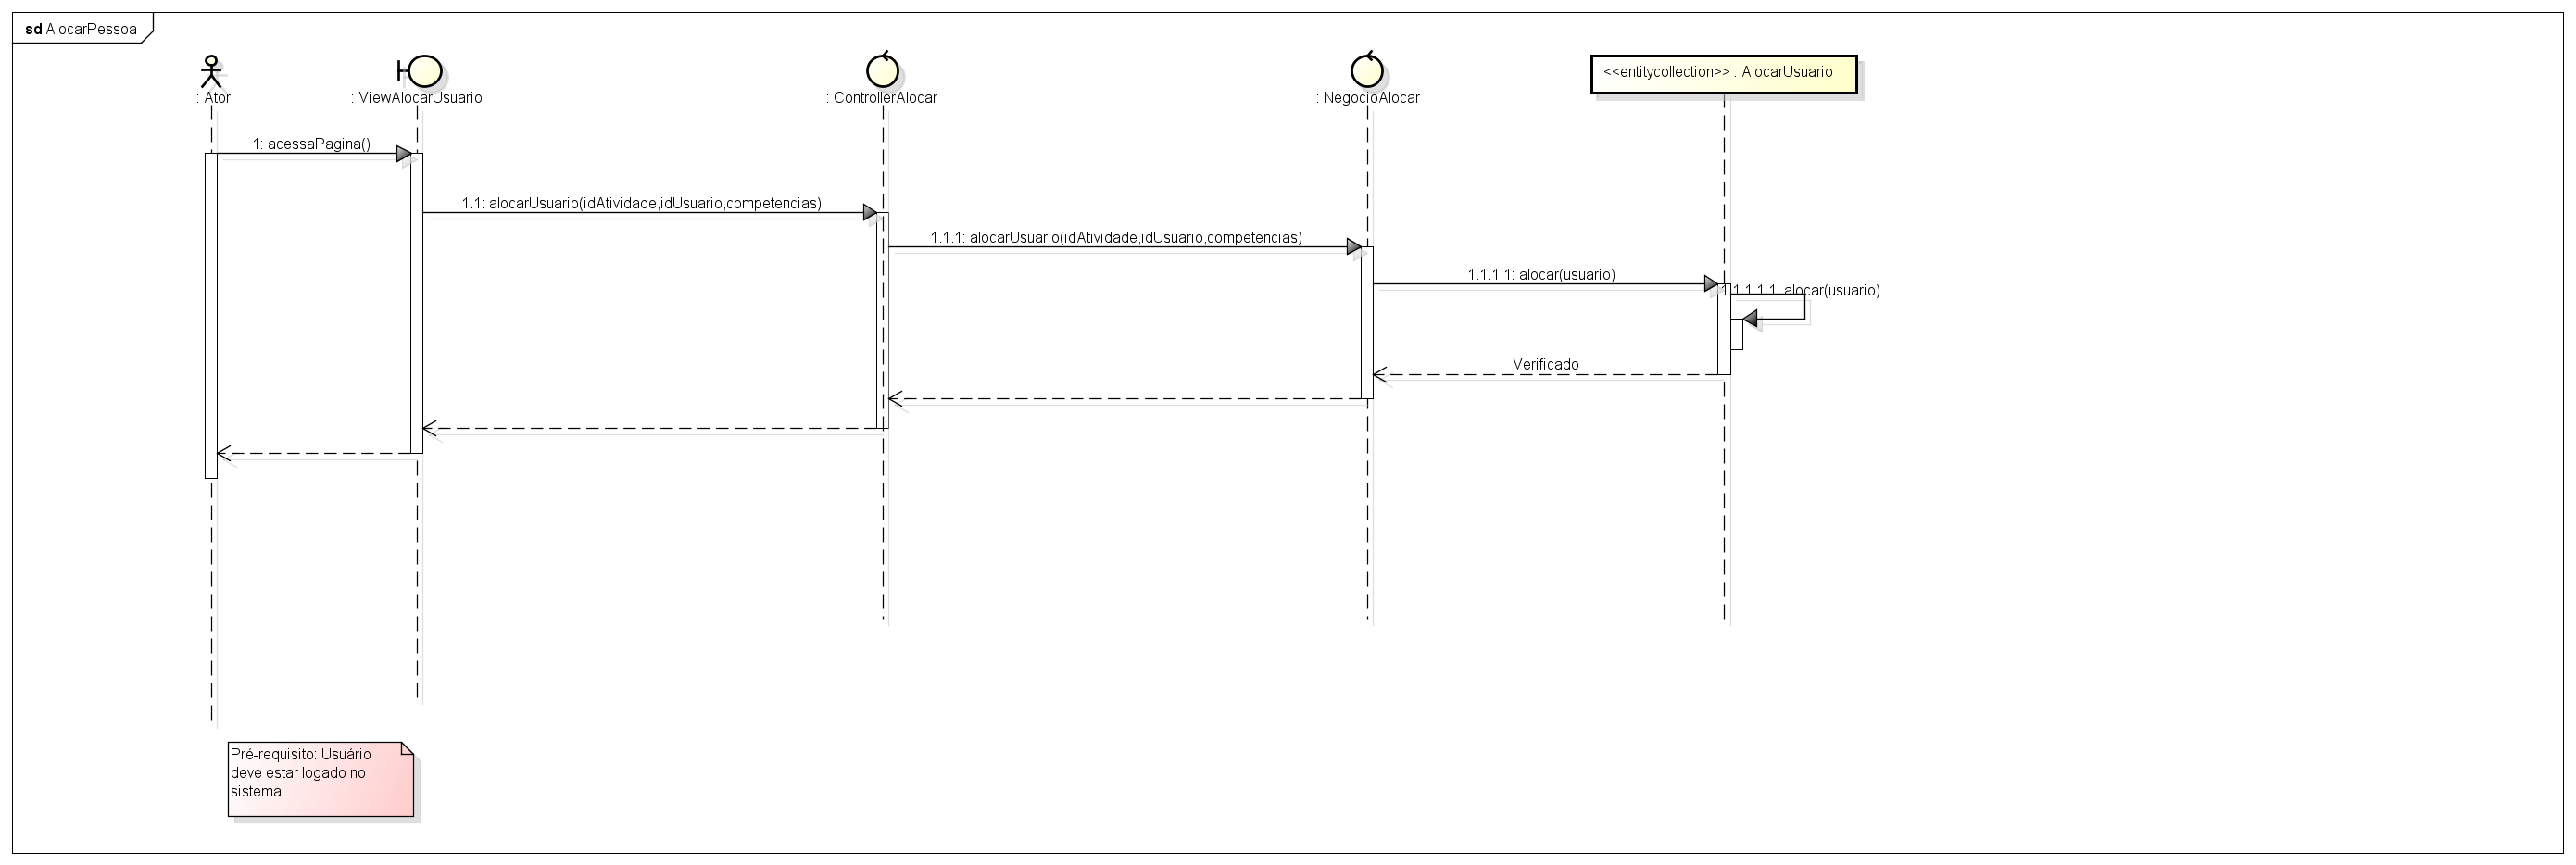 sd AlocarPessoa
: Ator
: ViewAlocarUsuario
: ControllerAlocar
: NegocioAlocar
<<entitycollection>> : AlocarUsuario
1: acessaPagina()
1.1: alocarUsuario(idAtividade,idUsuario,competencias)
1.1.1: alocarUsuario(idAtividade,idUsuario,competencias)
1.1.1.1: alocar(usuario)
1.1.1.1.1: alocar(usuario)
Verificado
Pré-requisito: Usuário
deve estar logado no
sistema